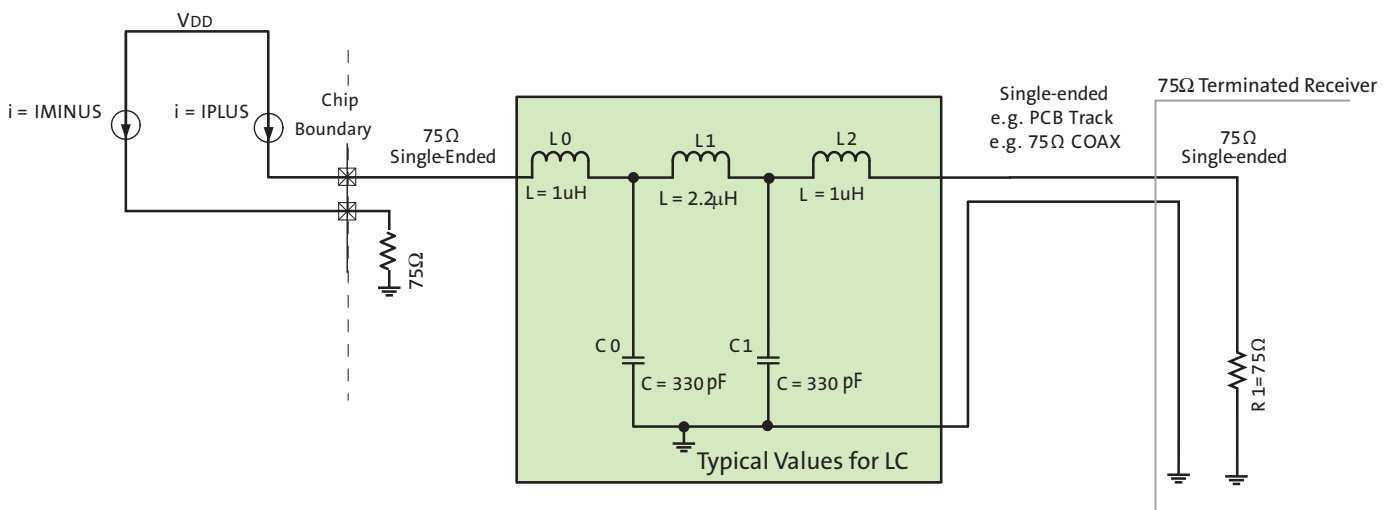 VDD
i = IMINUS
i = IPLUS
Chip
Boundary
75Ω
Single-Ended
75Ω
L0
L = 1uH
L1
L = 2.2μH
L2
L = 1uH
C0
C = 330 pF
C1
C = 330 pF
Typical Values for LC
Single-ended
e.g. PCB Track
e.g. 75Ω COAX
75Ω Terminated Receiver
75Ω
Single-ended
R1=75Ω